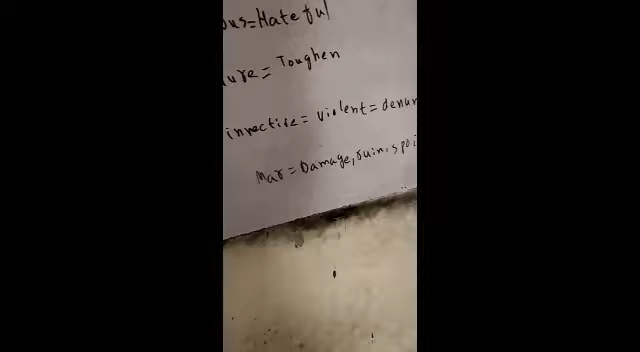 ous=Hateful
ure=Toughen
invective=violent=denun
Mar=Damage,ruin,spoi